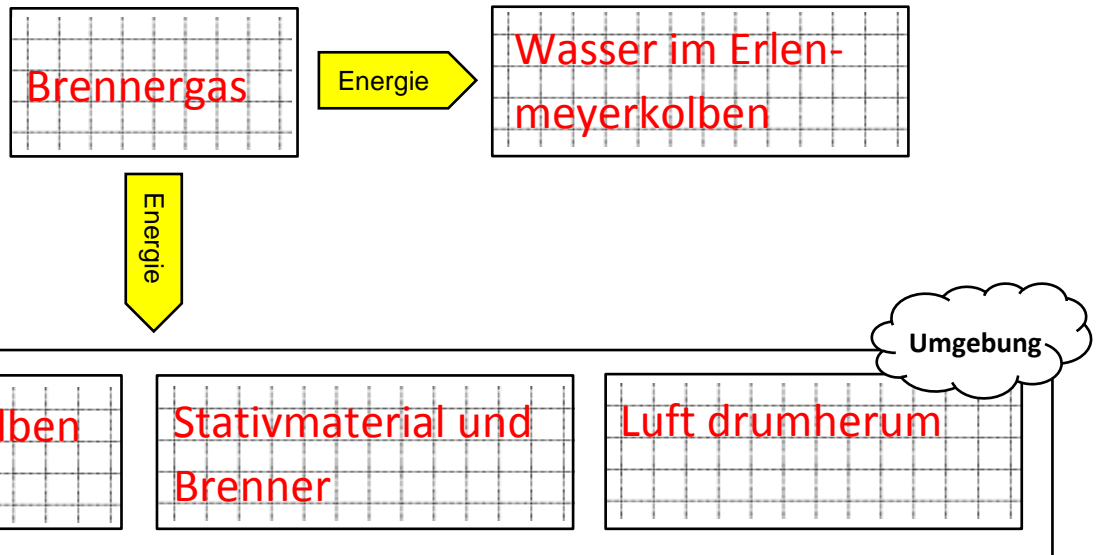 Brennergas
Energie
Wasser im Erlen-
meyerkolben
Energie
Umgebung
lben
Stativmaterial und
Brenner
Luft drumherum